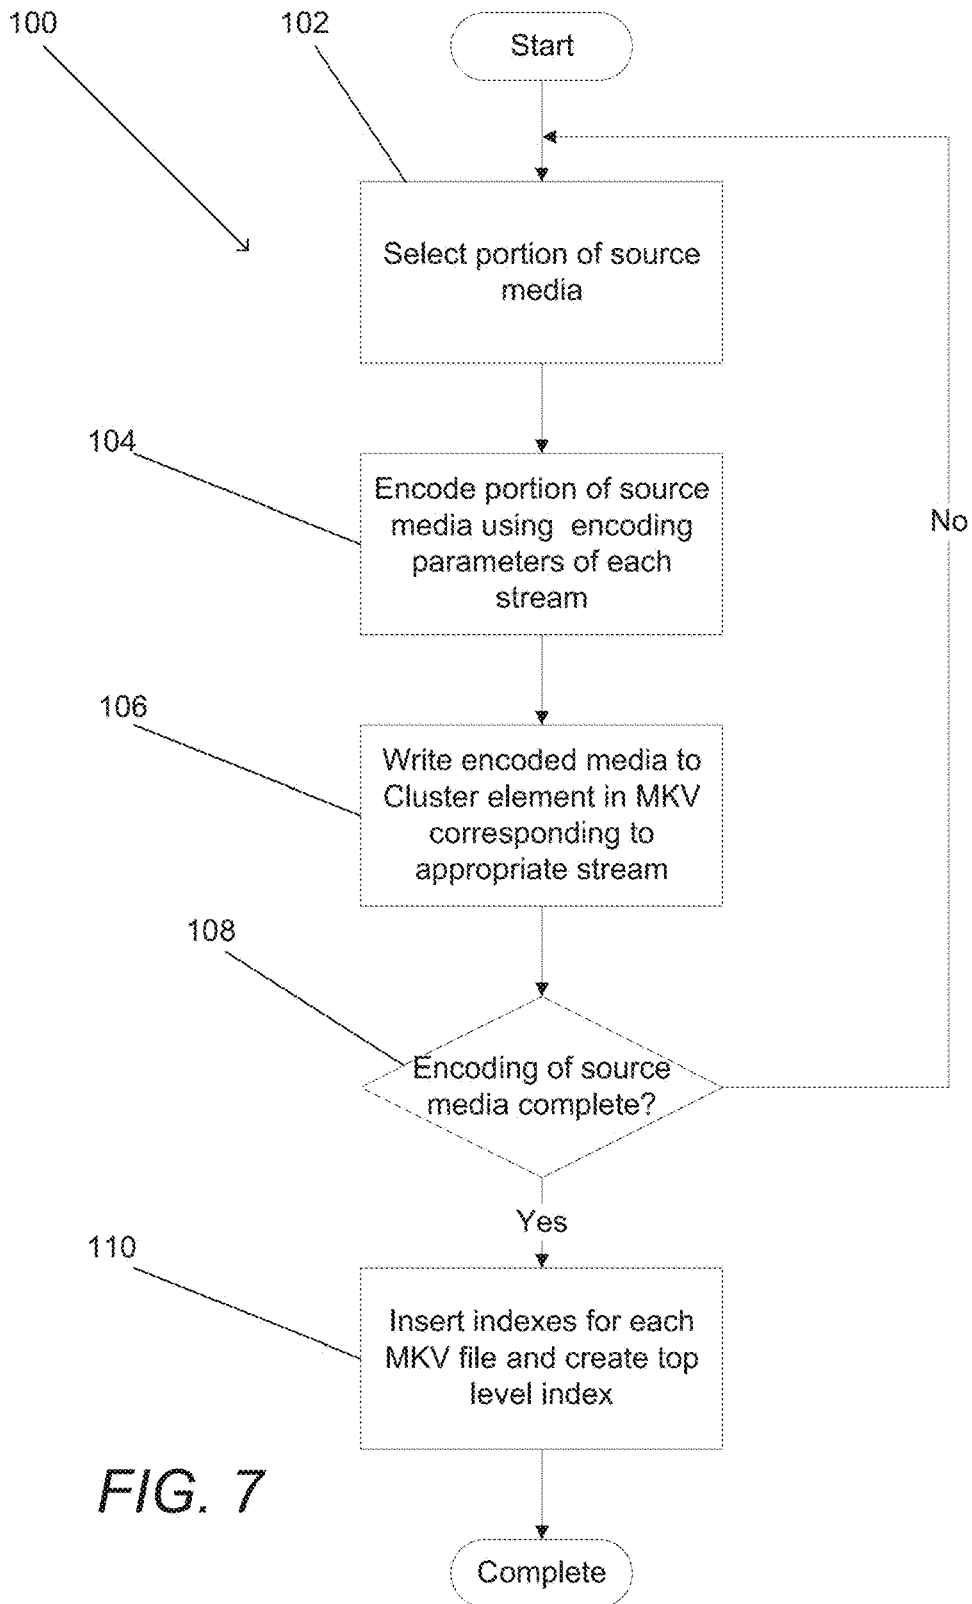 100
102
Start
Select portion of source
media
104
Encode portion of source
media using encoding
parameters of each
stream
No
106
Write encoded media to
Cluster element in MKV
corresponding to
appropriate stream
108
Encoding of source
media complete?
Yes
110
Insert indexes for each
MKV file and create top
level index
FIG. 7
Complete